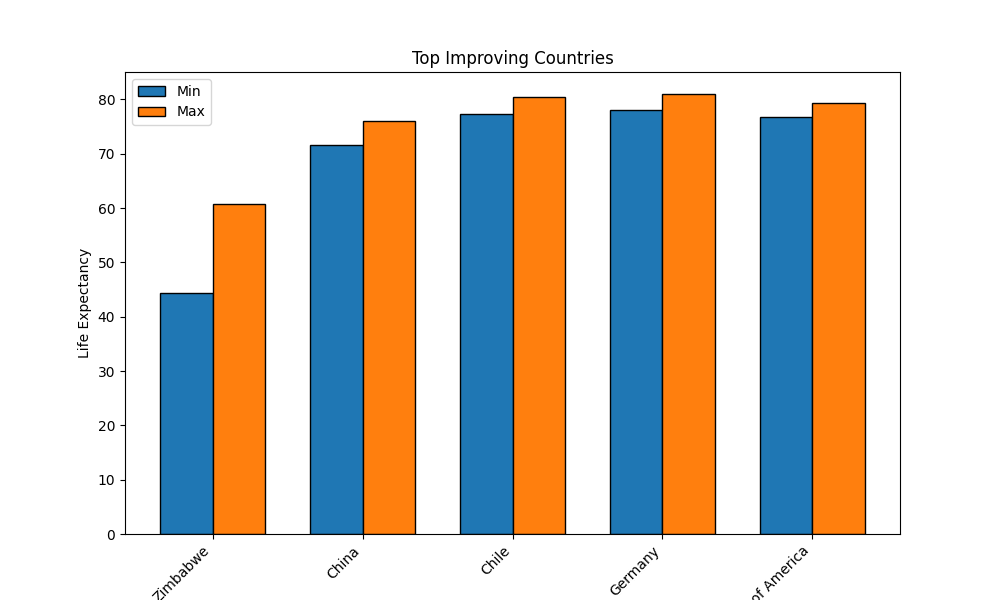 Top Improving Countries
Min
Max
Life Expectancy
80
70
60
50
40
30
20
10
0
Zimbabwe
China
Chile
Germany
of America